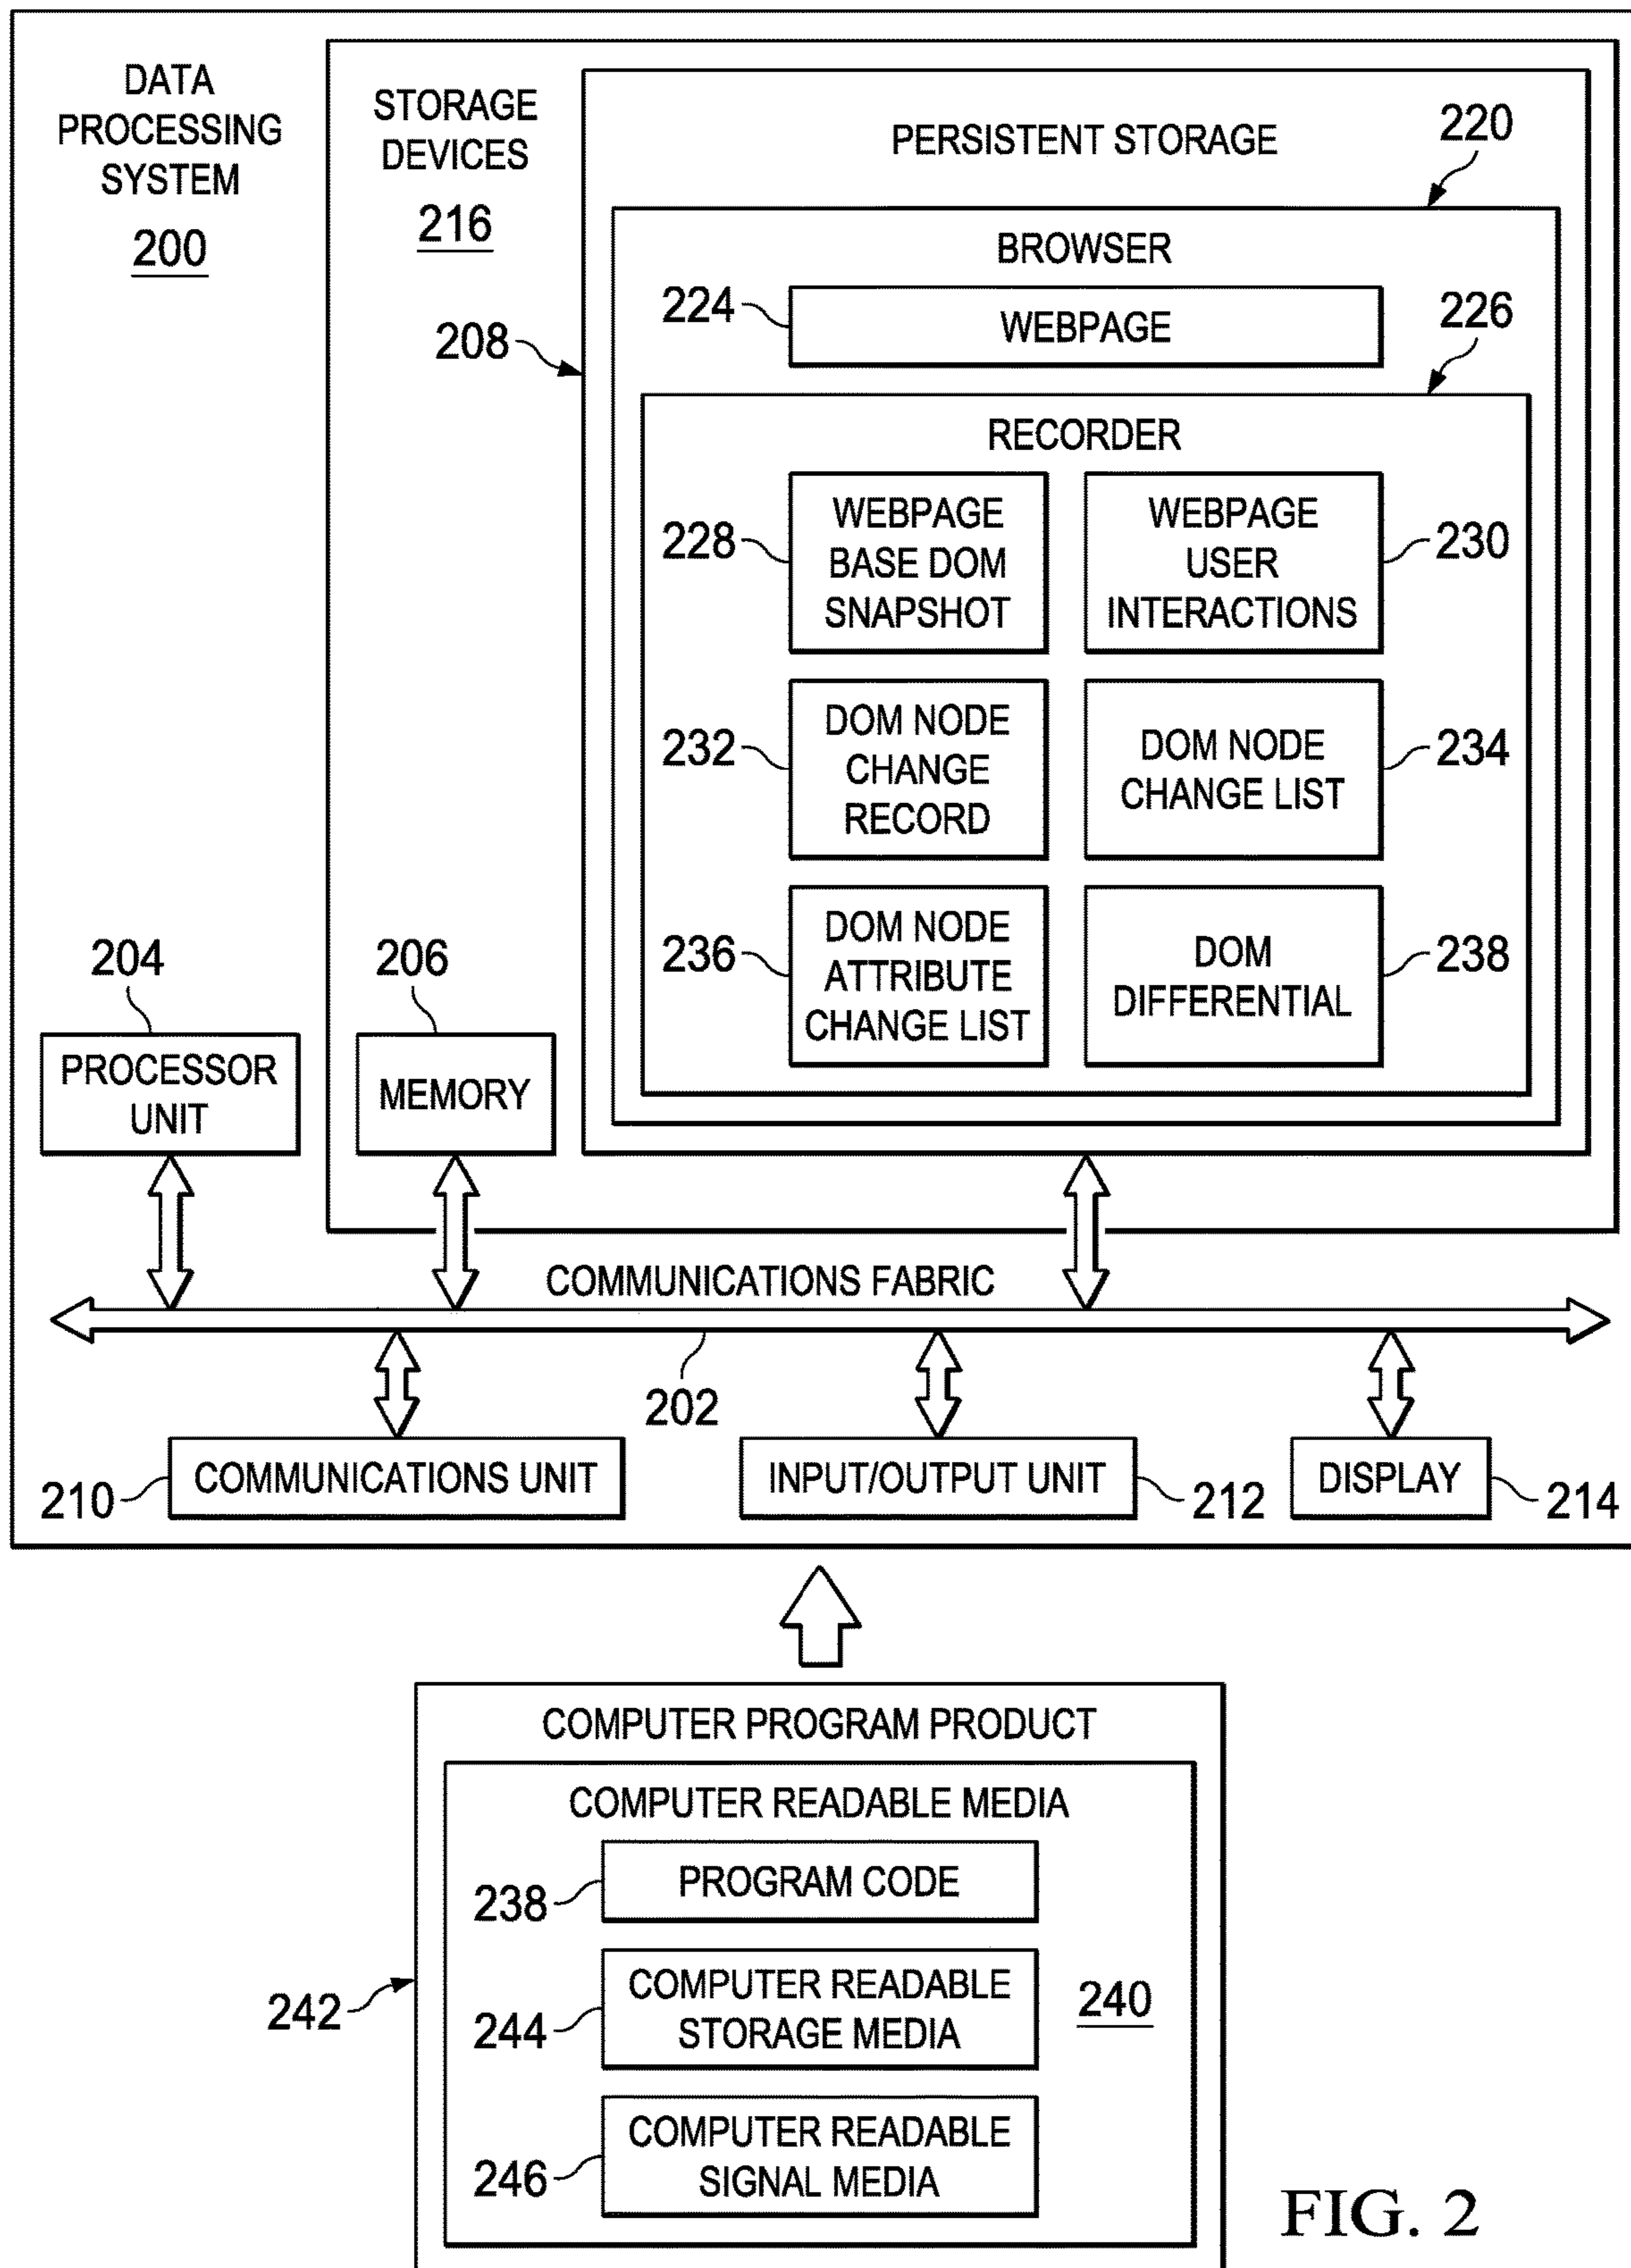 DATA
PROCESSING
SYSTEM
200
STORAGE
DEVICES
216
PERSISTENT STORAGE
220
BROWSER
224
WEBPAGE
208
226
RECORDER
228
WEBPAGE
BASE DOM
SNAPSHOT
WEBPAGE
USER
INTERACTIONS
230
232
DOM NODE
CHANGE
RECORD
DOM NODE
CHANGE LIST
234
236
DOM NODE
ATTRIBUTE
CHANGE LIST
DOM
DIFFERENTIAL
238
204
PROCESSOR
UNIT
206
MEMORY
COMMUNICATIONS FABRIC
202
210
COMMUNICATIONS UNIT
INPUT/OUTPUT UNIT
212
DISPLAY
214
COMPUTER PROGRAM PRODUCT
COMPUTER READABLE MEDIA
238
PROGRAM CODE
242
244
COMPUTER READABLE
STORAGE MEDIA
240
246
COMPUTER READABLE
SIGNAL MEDIA
FIG. 2